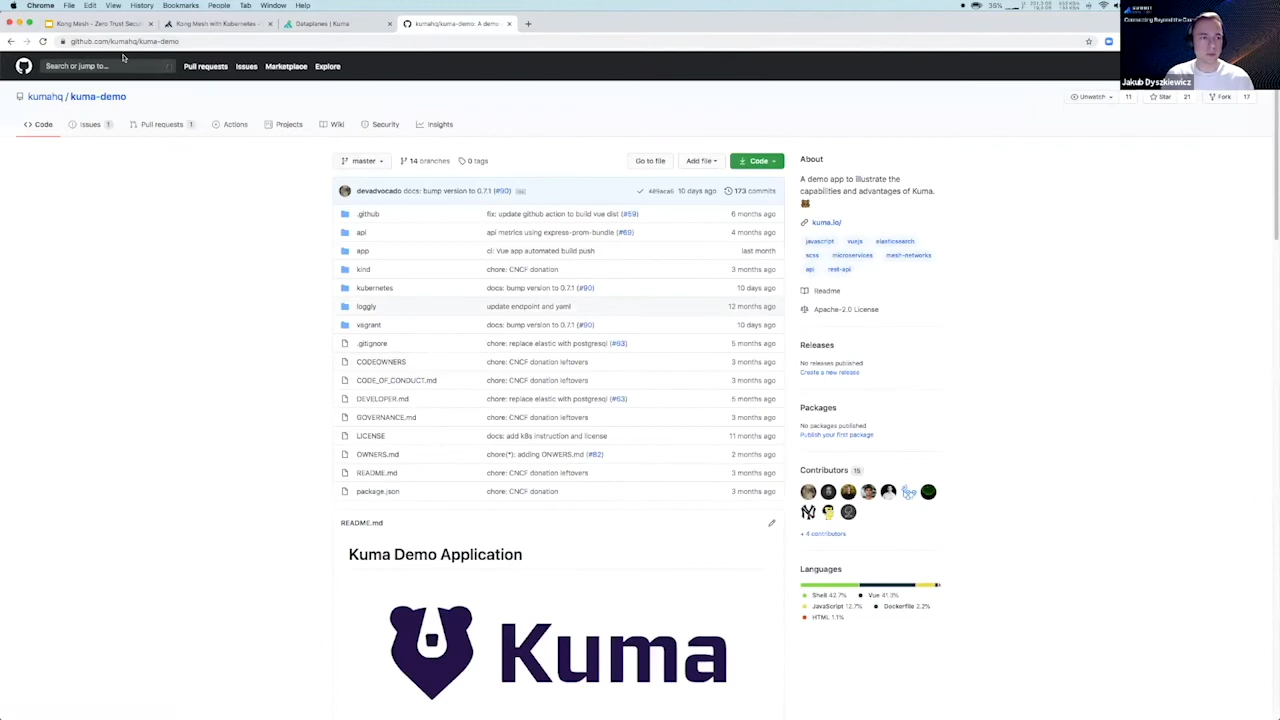 Chrome File Edit View History Bookmarks People Tab Window Help
Kong Mesh - Zero Trust Secu
Kong Mesh with Kubernetes -
Dataplanes | Kuma
kumahq/kuma-demo: A demo
github.com/kumahq/kuma-demo
Search or jump to... /
Pull requests Issues Marketplace Explore
Jakub Dyszkiewicz
kumahq / kuma-demo
Unwatch 11 Star 21 Fork 17
Code Issues 1 Pull requests 1 Actions Projects Wiki Security Insights
master 14 branches 0 tags Go to file Add file Code
devadvocado docs: bump version to 0.7.1 (#90) ... 10 days ago 173 commits
.github fix: update github action to build vue dist (#59) 6 months ago
api api metrics using express-prom-bundle (#69) 4 months ago
app ci: Vue app automated build push last month
kind chore: CNCF donation 3 months ago
kubernetes docs: bump version to 0.7.1 (#90) 10 days ago
loggly update endpoint and yaml 12 months ago
vagrant docs: bump version to 0.7.1 (#90) 10 days ago
.gitignore chore: replace elastic with postgresql (#63) 5 months ago
CODEOWNERS chore: CNCF donation leftovers 3 months ago
CODE_OF_CONDUCT.md chore: CNCF donation leftovers 3 months ago
DEVELOPER.md chore: replace elastic with postgresql (#63) 5 months ago
GOVERNANCE.md chore: CNCF donation leftovers 3 months ago
LICENSE docs: add k8s instruction and license 11 months ago
OWNERS.md chore(*): adding ONWERS.md (#82) 2 months ago
README.md chore: CNCF donation leftovers 3 months ago
package.json chore: CNCF donation 3 months ago
README.md
Kuma Demo Application
Kuma
About
A demo app to illustrate the
capabilities and advantages of Kuma.
kuma.io/
javascript vuejs elasticsearch
scss microservices mesh-networks
api rest-api
Readme
Apache-2.0 License
Releases
No releases published
Create a new release
Packages
No packages published
Publish your first package
Contributors 15
+ 4 contributors
Languages
Shell 42.7% Vue 41.3%
JavaScript 12.7% Dockerfile 2.2%
HTML 1.1%